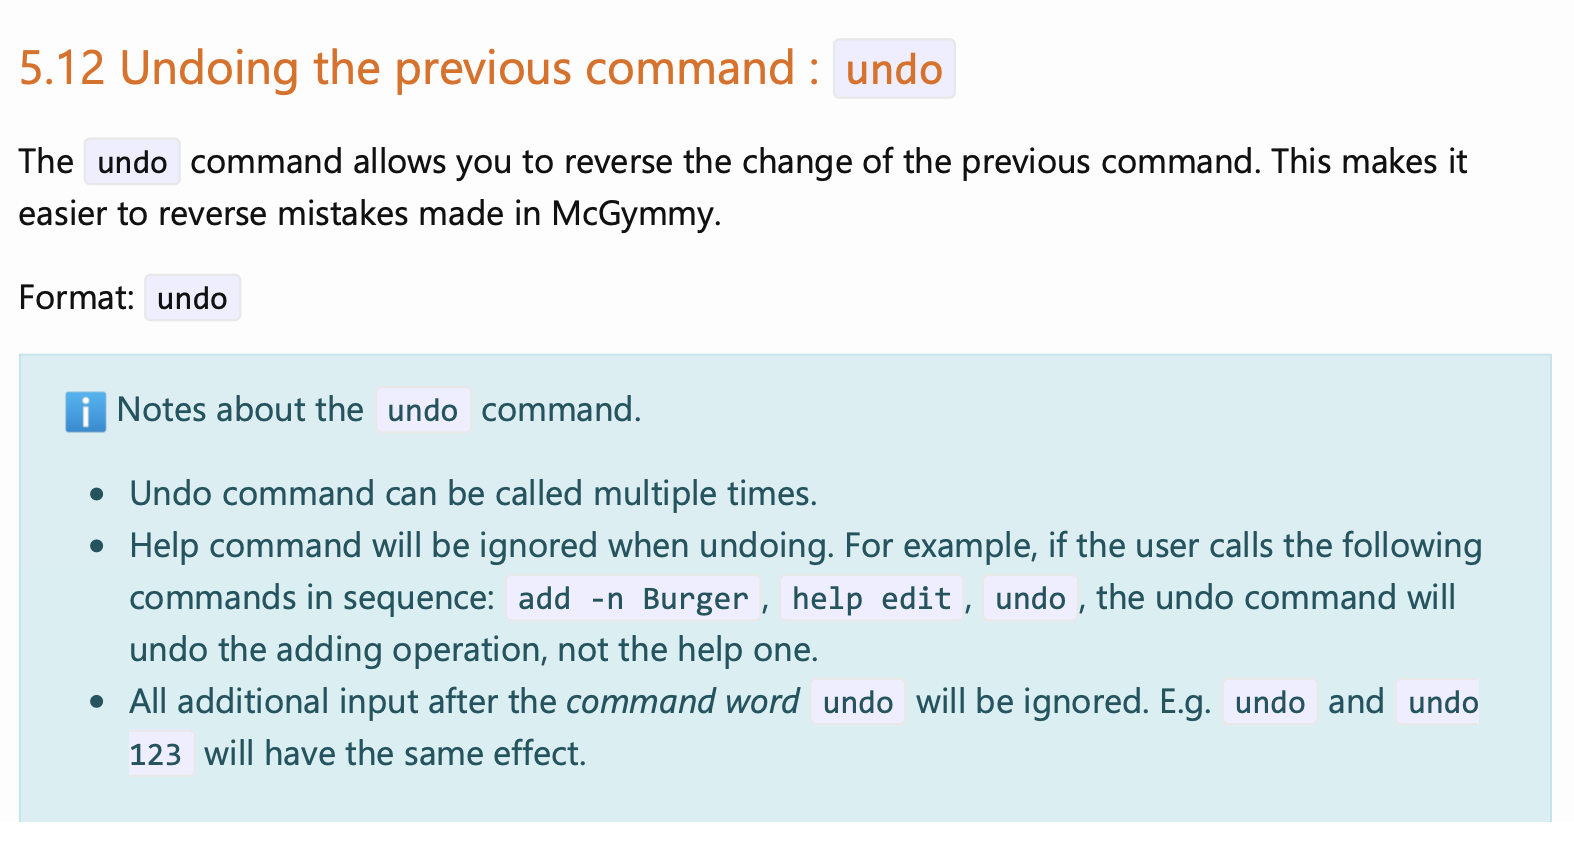 5.12 Undoing the previous command : undo
The undo command allows you to reverse the change of the previous command. This makes it
easier to reverse mistakes made in McGymmy.
Format: undo
ℹ️ Notes about the undo command.
• Undo command can be called multiple times.
• Help command will be ignored when undoing. For example, if the user calls the following
commands in sequence: add -n Burger, help edit, undo, the undo command will
undo the adding operation, not the help one.
• All additional input after the command word undo will be ignored. E.g. undo and undo
123 will have the same effect.